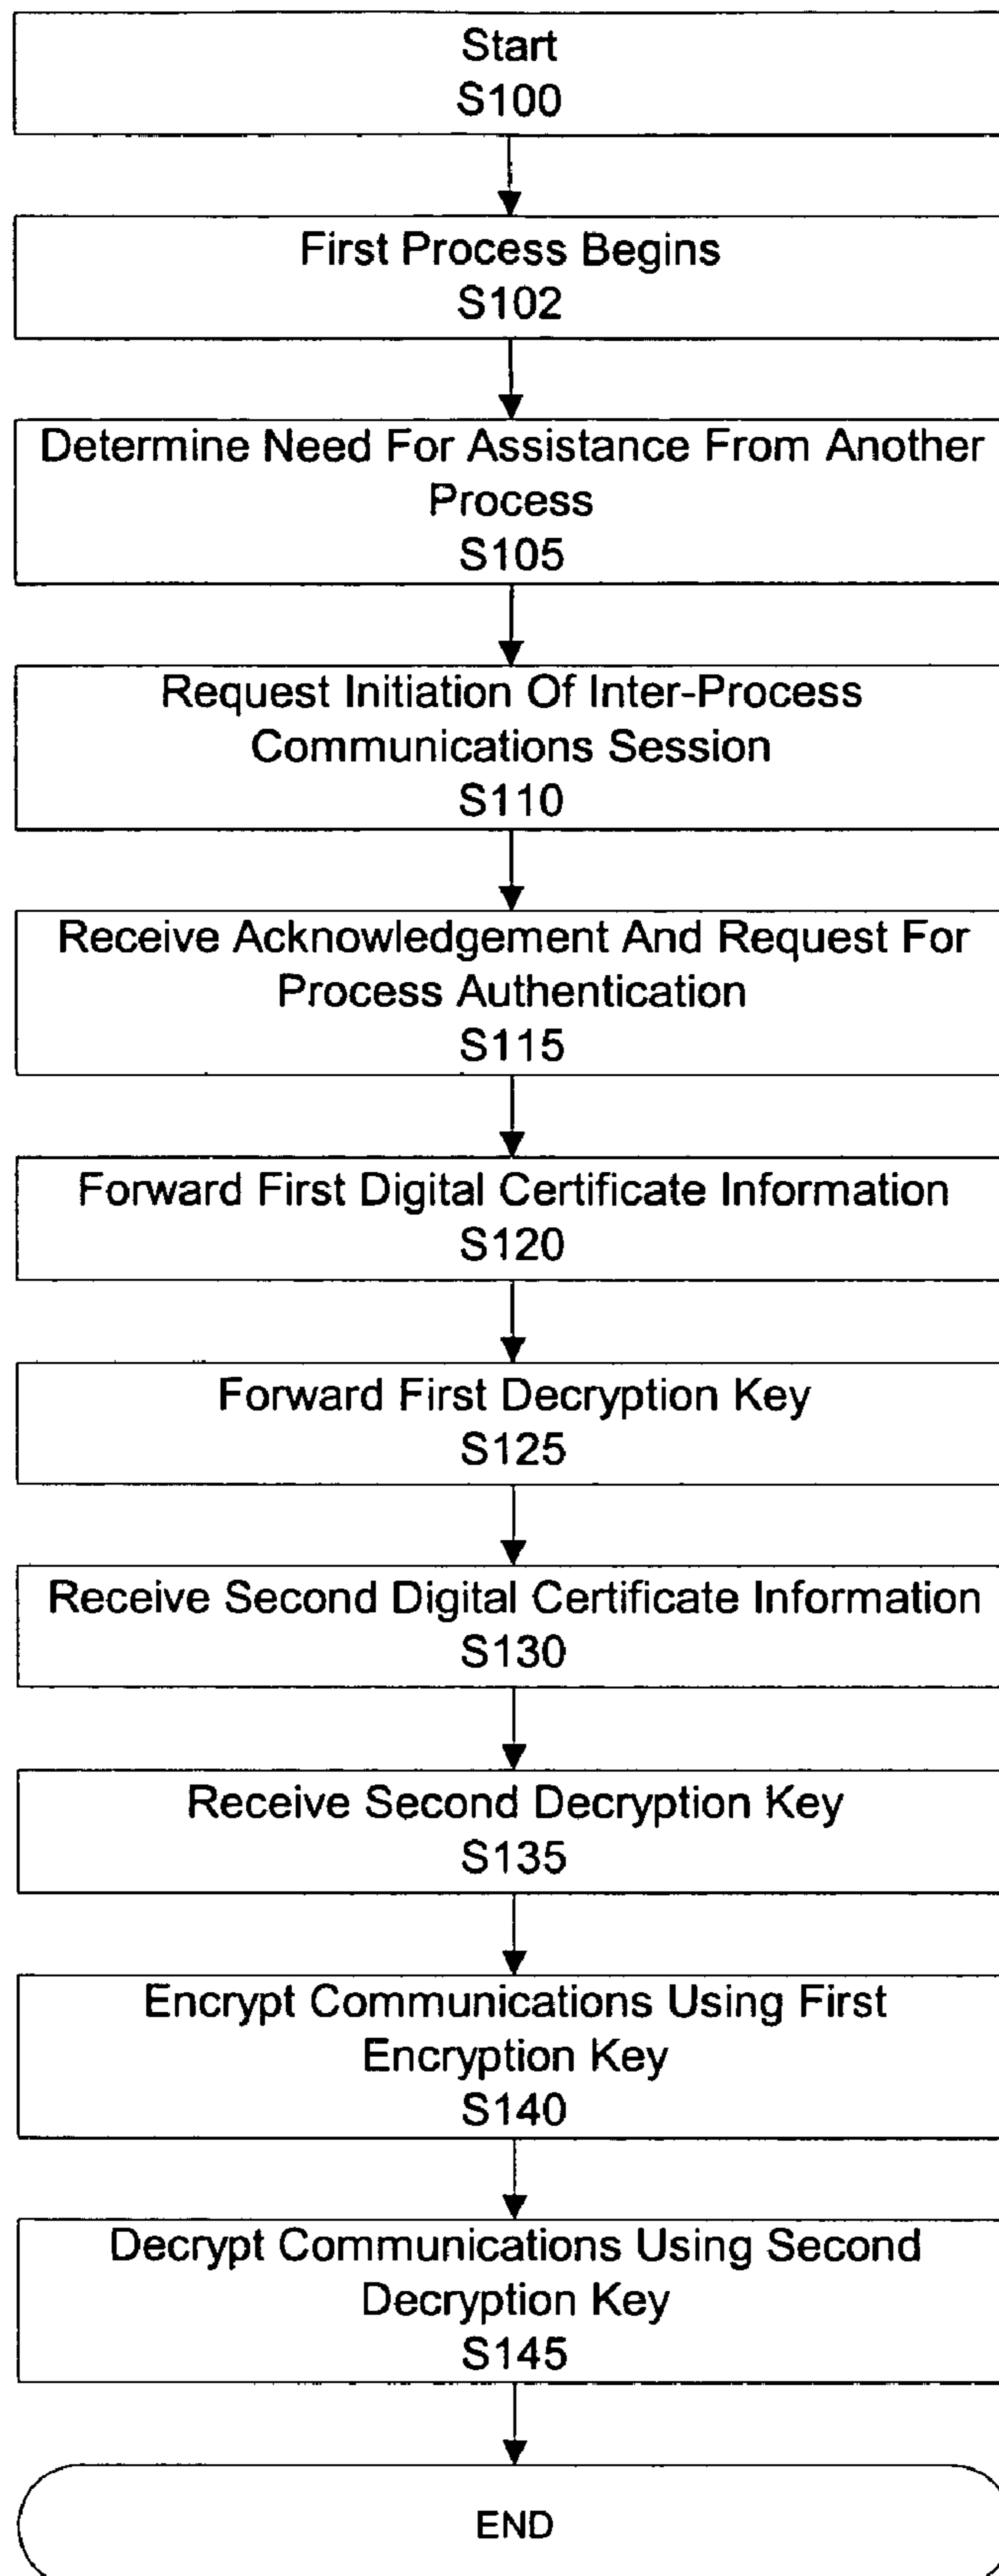 Start
S100
First Process Begins
S102
Determine Need For Assistance From Another
Process
S105
Request Initiation Of Inter-Process
Communications Session
S110
Receive Acknowledgement And Request For
Process Authentication
S115
Forward First Digital Certificate Information
S120
Forward First Decryption Key
S125
Receive Second Digital Certificate Information
S130
Receive Second Decryption Key
S135
Encrypt Communications Using First
Encryption Key
S140
Decrypt Communications Using Second
Decryption Key
S145
END